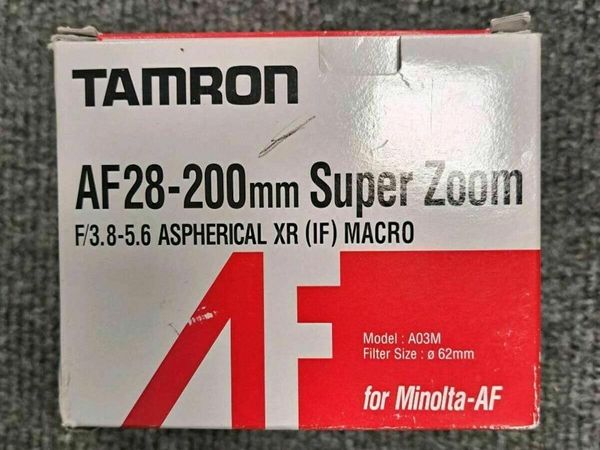 TAMRON
AF28-200mm Super Zoom
F/3.8-5.6 ASPHERICAL XR (IF) MACRO
AF
Model : A03M
Filter Size : ø 62mm
for Minolta-AF